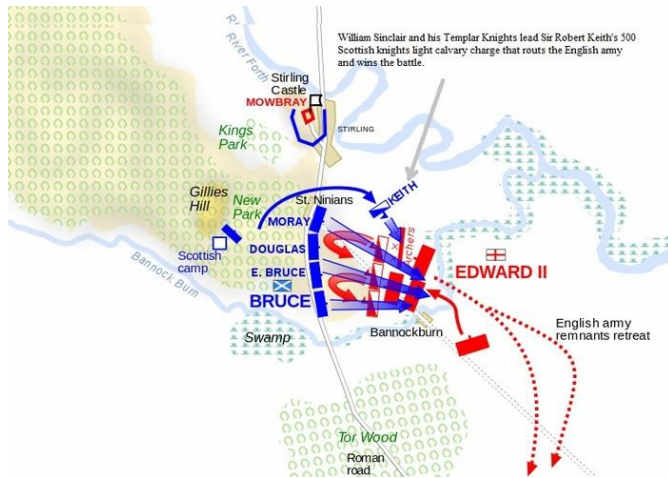 William Sinclair and his Templar Knights lead Sir Robert Keith's 500
Scottish knights light calvary charge that routs the English army
and wins the battle.
R'
River Forth
Stirling
Castle
MOWBRAY
STIRLING
Kings
Park
Gillies
Hill
New
Park
St. Ninians
KEITH
MORAY
Archers
DOUGLAS
Scottish
camp
E. BRUCE
EDWARD II
BRUCE
Bannock Burn
Bannockburn
Swamp
English army
remnants retreat
Tor Wood
Roman
road